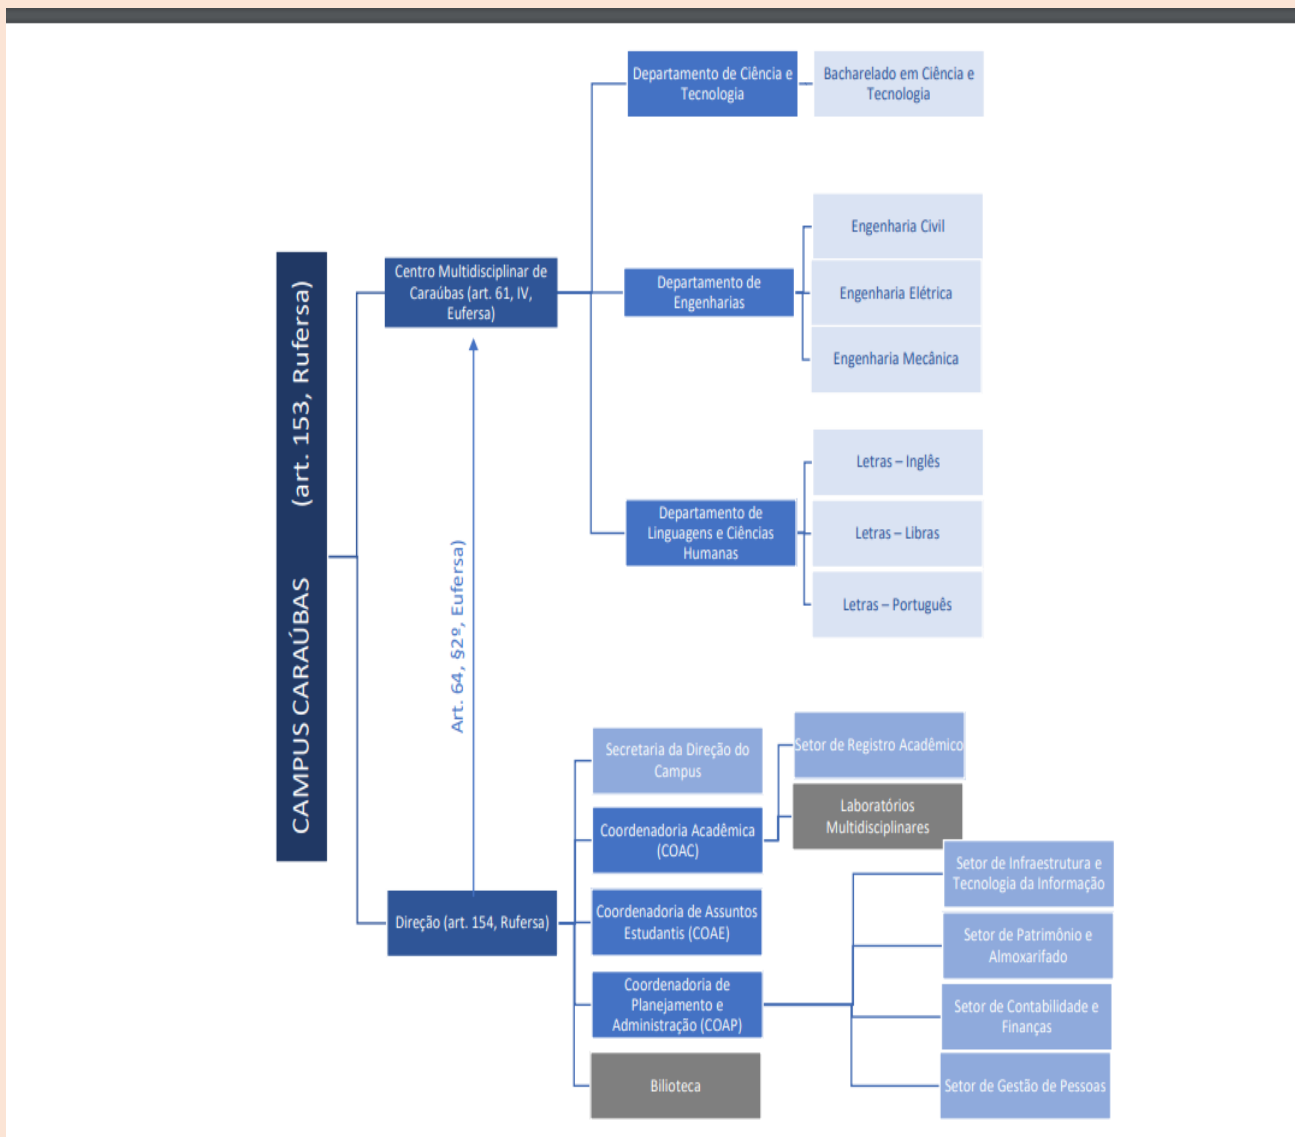 CAMPUS CARAÚBAS (art. 153, Rufersa)
Centro Multidisciplinar de
Caraúbas (art. 61, IV,
Eufersa)
Departamento de Ciência e
Tecnologia
Bacharelado em Ciência e
Tecnologia
Departamento de
Engenharias
Engenharia Civil
Engenharia Elétrica
Engenharia Mecânica
Departamento de
Linguagens e Ciências
Humanas
Letras – Inglês
Letras – Libras
Letras – Português
Art. 64, §2º, Eufersa)
Direção (art. 154, Rufersa)
Secretaria da Direção do
Campus
Coordenadoria Acadêmica
(COAC)
Setor de Registro Acadêmico
Laboratórios
Multidisciplinares
Coordenadoria de Assuntos
Estudantis (COAE)
Coordenadoria de
Planejamento e
Administração (COAP)
Setor de Infraestrutura e
Tecnologia da Informação
Setor de Patrimônio e
Almoxarifado
Setor de Contabilidade e
Finanças
Setor de Gestão de Pessoas
Bilioteca